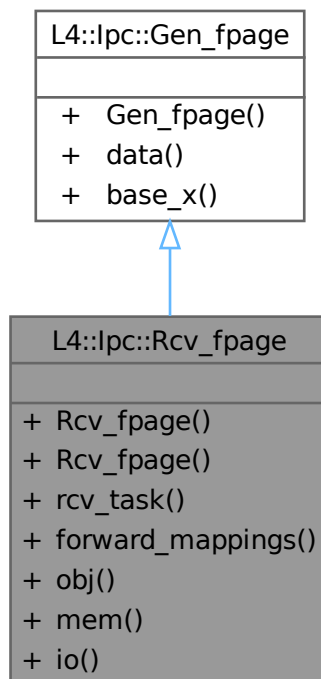 L4::Ipc::Gen_fpage
+ Gen_fpage()
+ data()
+ base_x()
L4::Ipc::Rcv_fpage
+ Rcv_fpage()
+ Rcv_fpage()
+ rcv_task()
+ forward_mappings()
+ obj()
+ mem()
+ io()